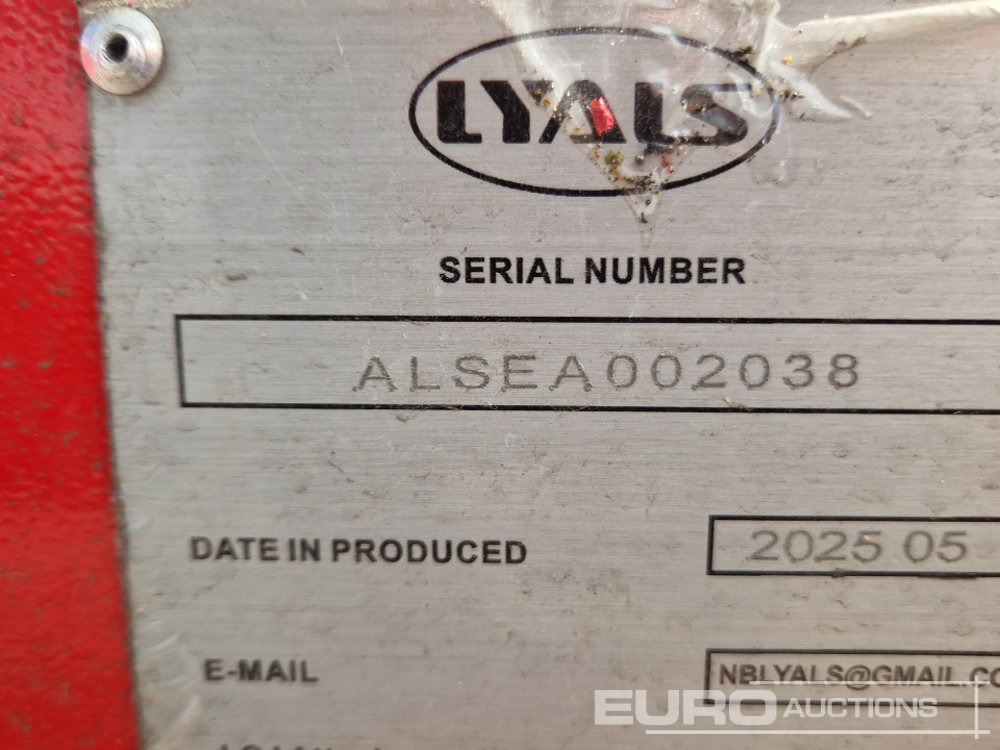 LYALS
SERIAL NUMBER
ALSEA002038
DATE IN PRODUCED 2025 05
E-MAIL NBLYALS@GMAIL.CO
EURO AUCTIONS